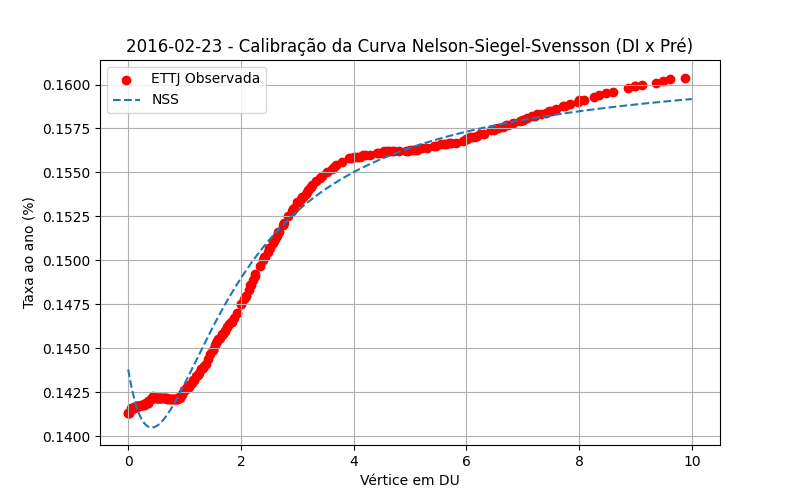 2016-02-23 - Calibração da Curva Nelson-Siegel-Svensson (DI x Pré)
ETTJ Observada
NSS
Taxa ao ano (%)
0.1600
0.1575
0.1550
0.1525
0.1500
0.1475
0.1450
0.1425
0.1400
0 2 4 6 8 10
Vértice em DU